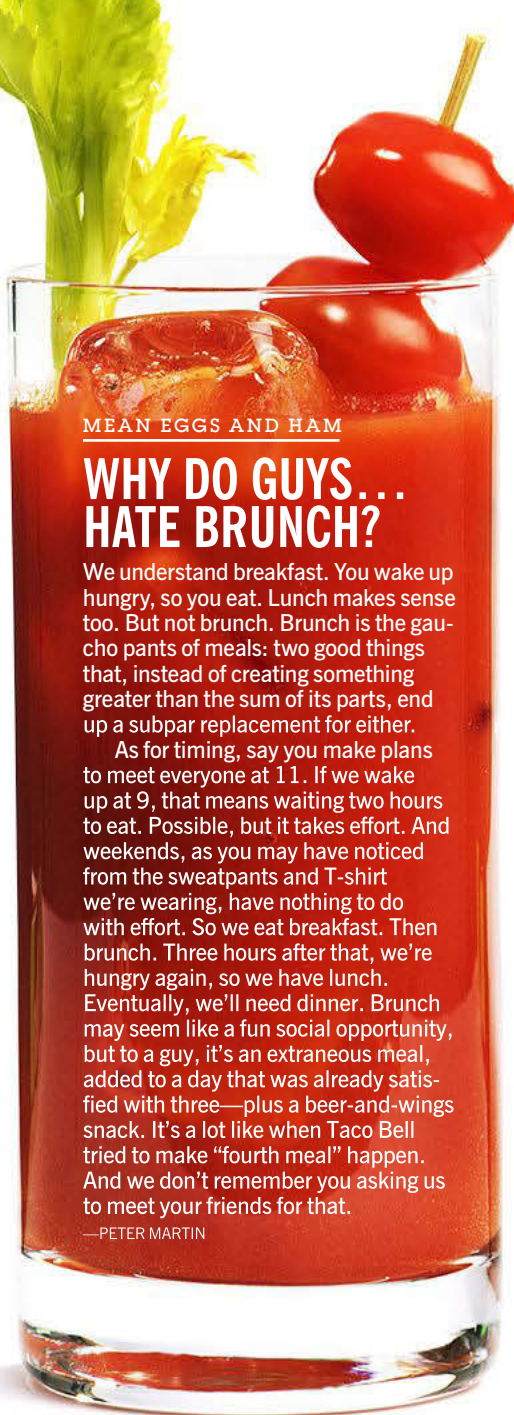 MEAN EGGS AND HAM
WHY DO GUYS...
HATE BRUNCH?
We understand breakfast. You wake up
hungry, so you eat. Lunch makes sense
too. But not brunch. Brunch is the gau-
cho pants of meals: two good things
that, instead of creating something
greater than the sum of its parts, end
up a subpar replacement for either.
As for timing, say you make plans
to meet everyone at 11. If we wake
up at 9, that means waiting two hours
to eat. Possible, but it takes effort. And
weekends, as you may have noticed
from the sweatpants and T-shirt
we're wearing, have nothing to do
with effort. So we eat breakfast. Then
brunch. Three hours after that, we're
hungry again, so we have lunch.
Eventually, we'll need dinner. Brunch
may seem like a fun social opportunity,
but to a guy, it's an extraneous meal,
added to a day that was already satis-
fied with three—plus a beer-and-wings
snack. It's a lot like when Taco Bell
tried to make “fourth meal” happen.
And we don't remember you asking us
to meet your friends for that.
—PETER MARTIN